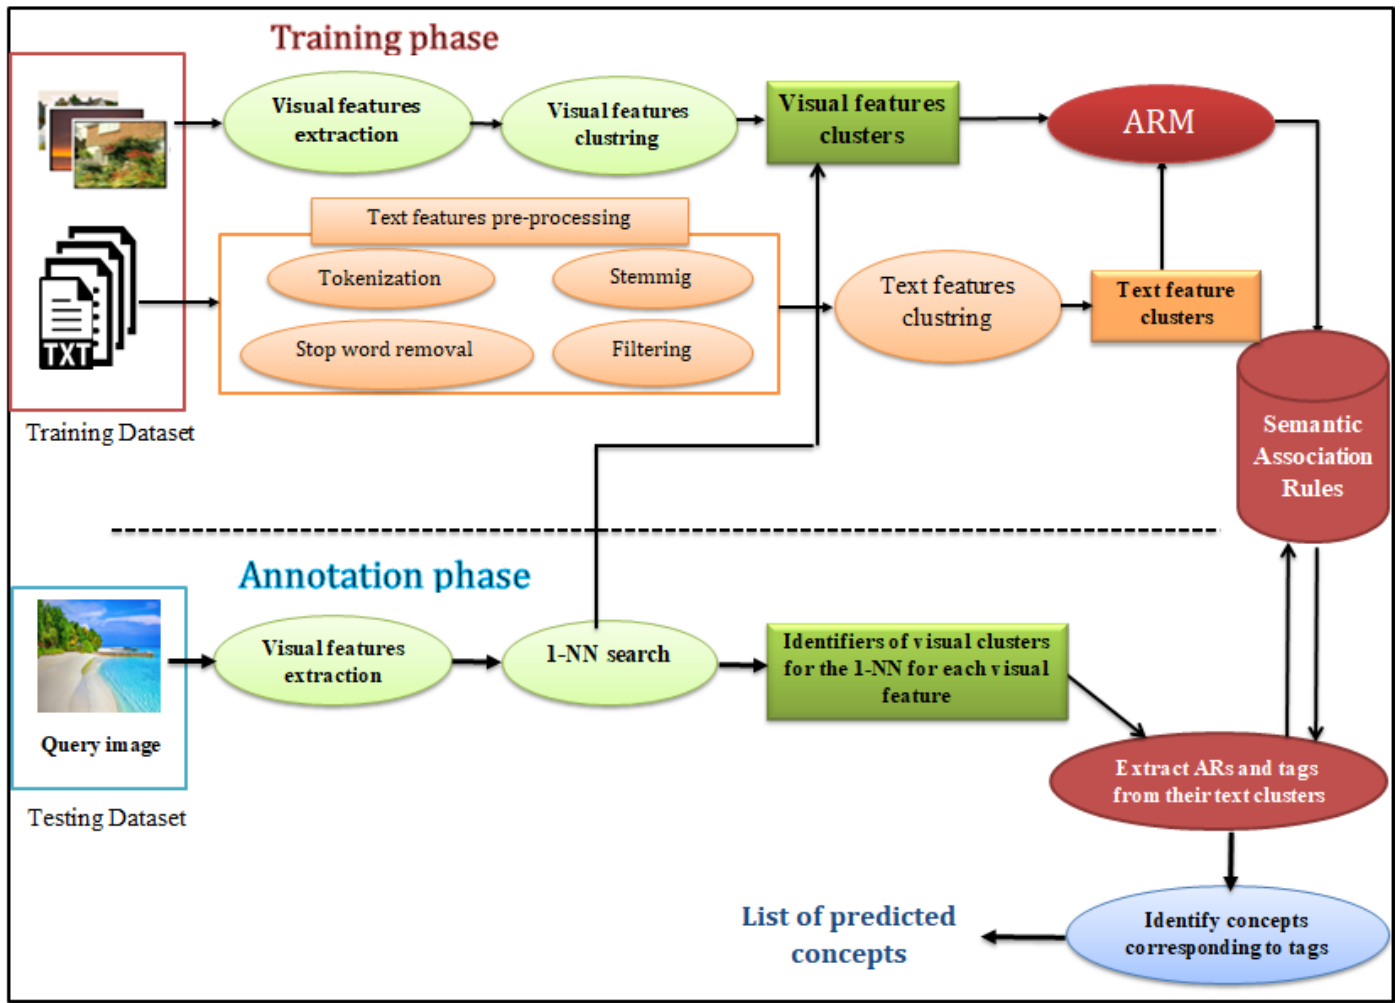 Training phase
Visual features
extraction
Visual features
clustring
Visual features
clusters
ARM
Text features pre-processing
Tokenization
Stemmig
Stop word removal
Filtering
Text features
clustring
Text feature
clusters
TXT
Training Dataset
Semantic
Association
Rules
Annotation phase
Query image
Testing Dataset
Visual features
extraction
1-NN search
Identifiers of visual clusters
for the 1-NN for each visual
feature
Extract ARs and tags
from their text clusters
Identify concepts
corresponding to tags
List of predicted
concepts